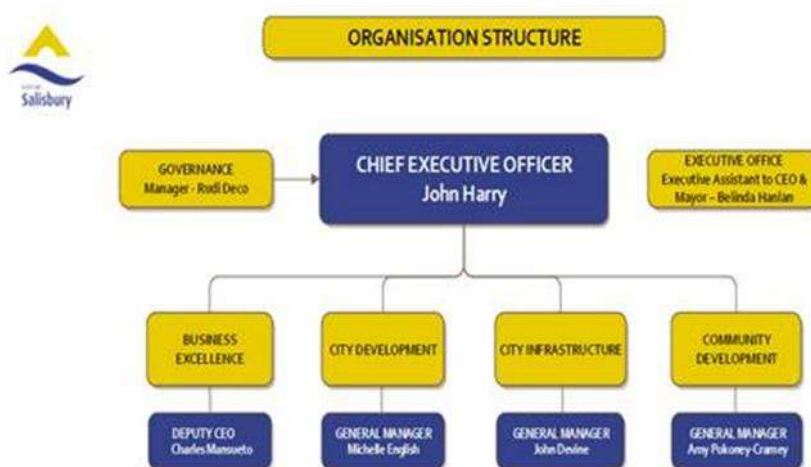 ORGANISATION STRUCTURE
CITY OF
Salisbury
GOVERNANCE
Manager - Rudi Deco
CHIEF EXECUTIVE OFFICER
John Harry
EXECUTIVE OFFICE
Executive Assistant to CEO &
Mayor – Belinda Hanlan
BUSINESS
EXCELLENCE
CITY DEVELOPMENT
CITY INFRASTRUCTURE
COMMUNITY
DEVELOPMENT
DEPUTY CEO
Charles Mansueto
GENERAL MANAGER
Michelle English
GENERAL MANAGER
John Devine
GENERAL MANAGER
Amy Pokoney-Cramey